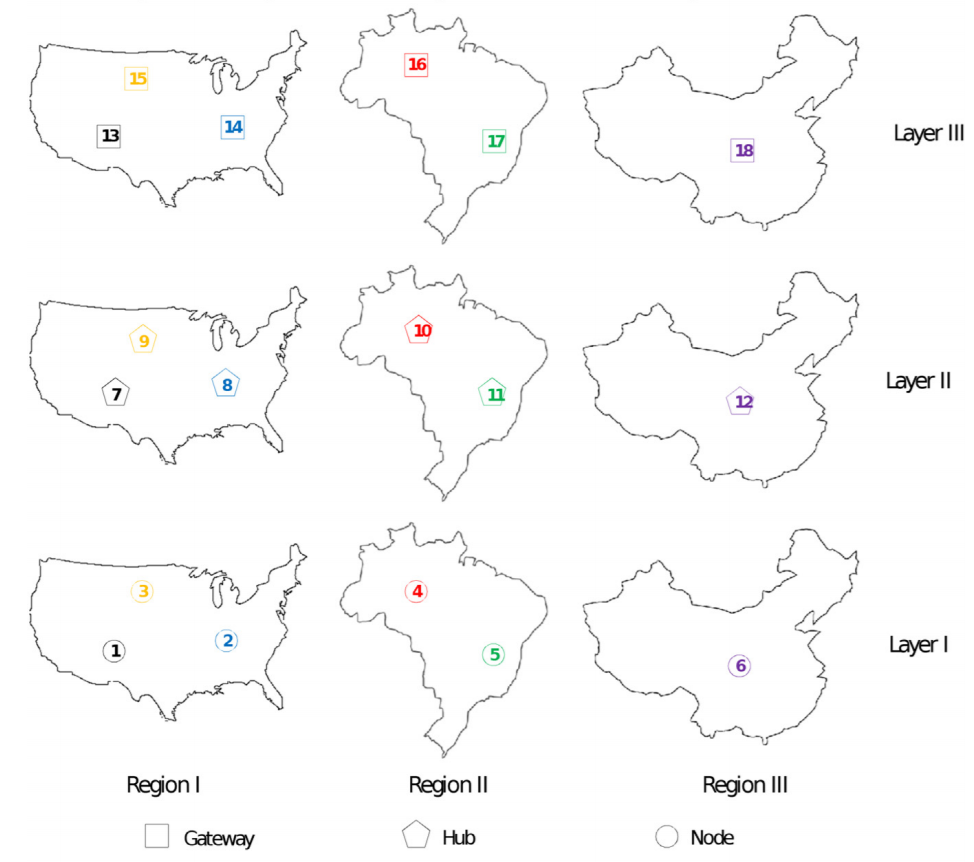 15
16
13
14
17
18
Layer III
9
10
7
8
11
12
Layer II
3
4
1
2
5
6
Layer I
Region I
Region II
Region III
Gateway
Hub
Node